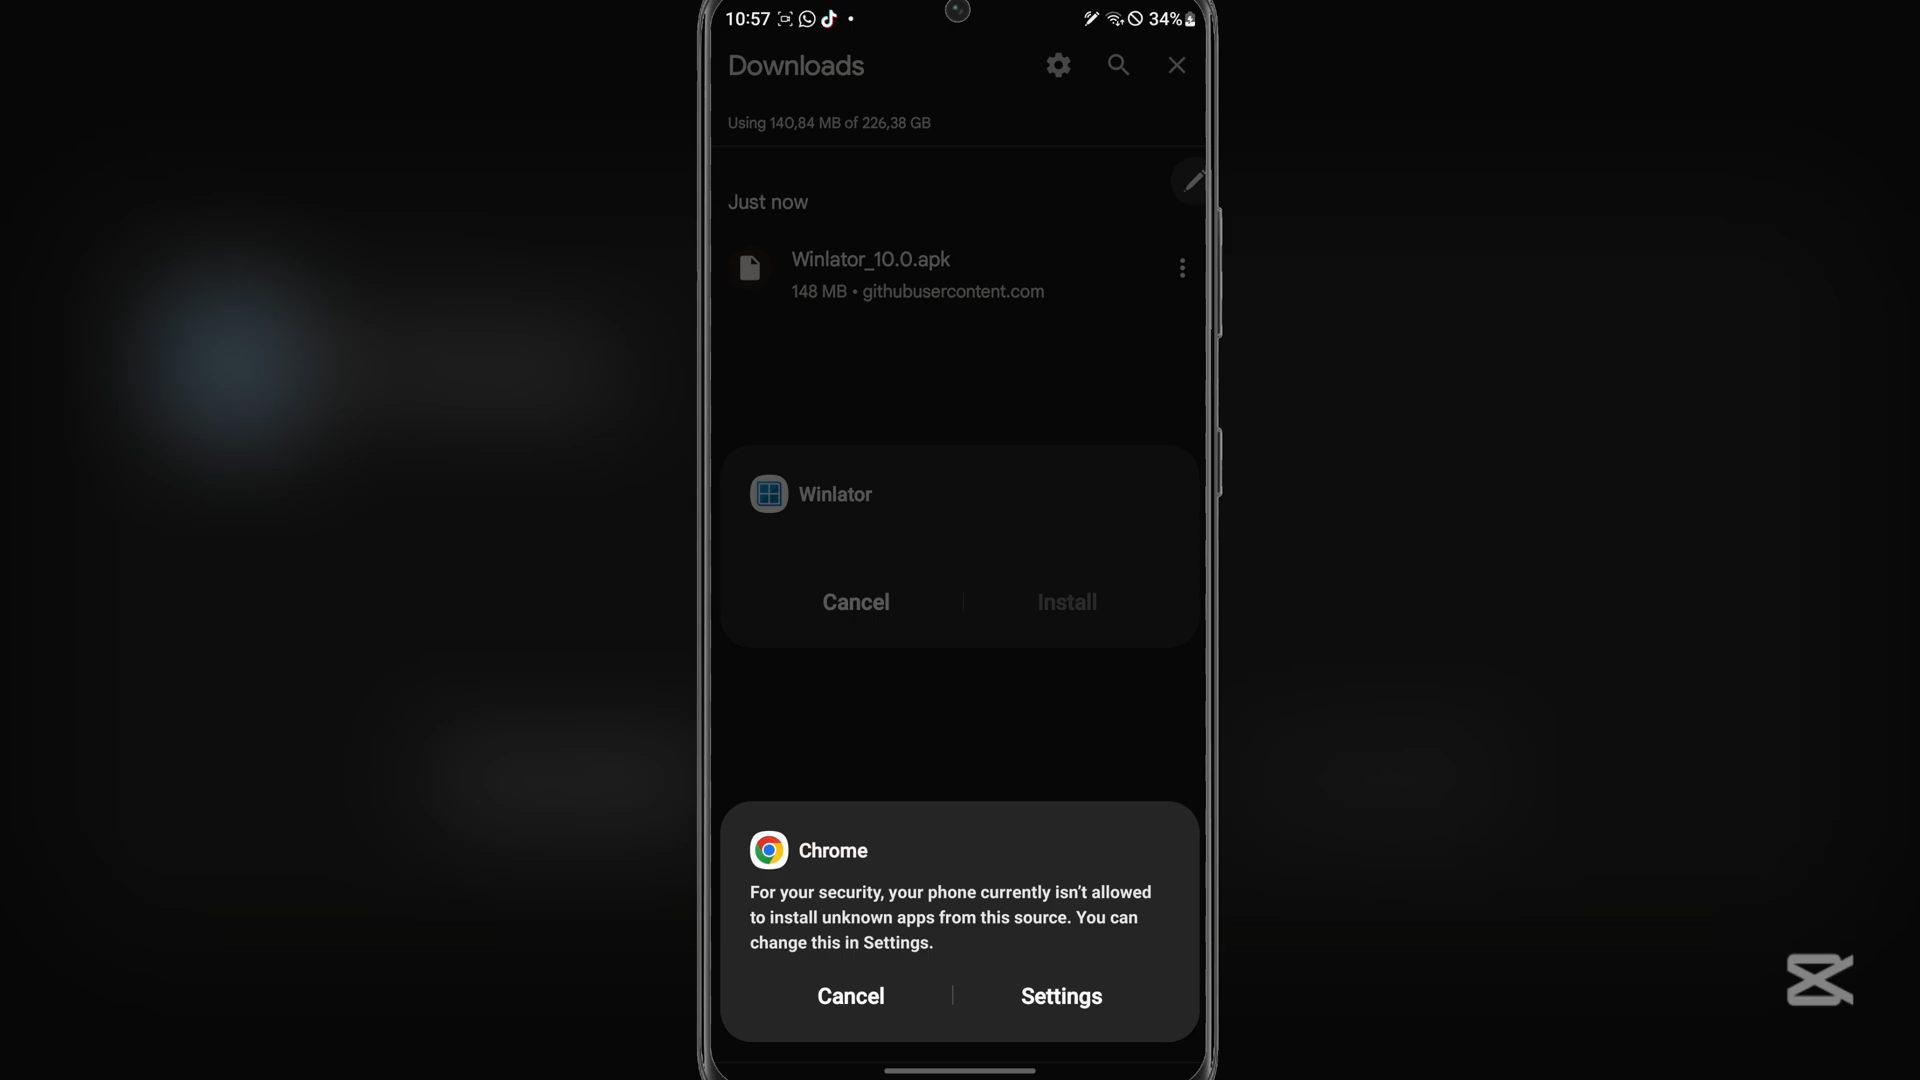 10:57
34%
Downloads
Using 140,84 MB of 226,38 GB
Just now
Winlator_10.0.apk
148 MB • githubusercontent.com
Winlator
Cancel
Install
Chrome
For your security, your phone currently isn't allowed
to install unknown apps from this source. You can
change this in Settings.
Cancel
Settings